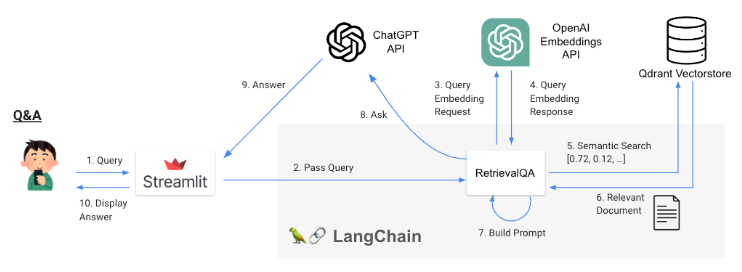 ChatGPT
API
OpenAI
Embeddings
API
Qdrant Vectorstore
9. Answer
3. Query
Embedding
Request
4. Query
Embedding
Response
Q&A
8. Ask
1. Query
Streamlit
2. Pass Query
RetrievalQA
5. Semantic Search
[0.72, 0.12, ...]
10. Display
Answer
6. Relevant
Document
7. Build Prompt
LangChain